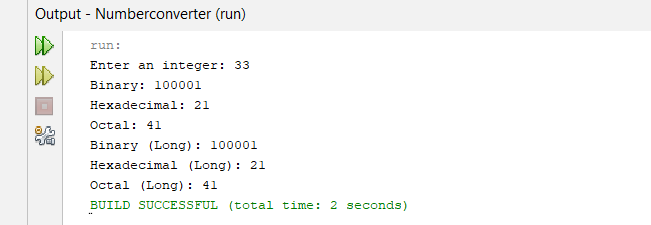 Output - Numberconverter (run)
run:
Enter an integer: 33
Binary: 100001
Hexadecimal: 21
Octal: 41
Binary (Long): 100001
Hexadecimal (Long): 21
Octal (Long): 41
BUILD SUCCESSFUL (total time: 2 seconds)